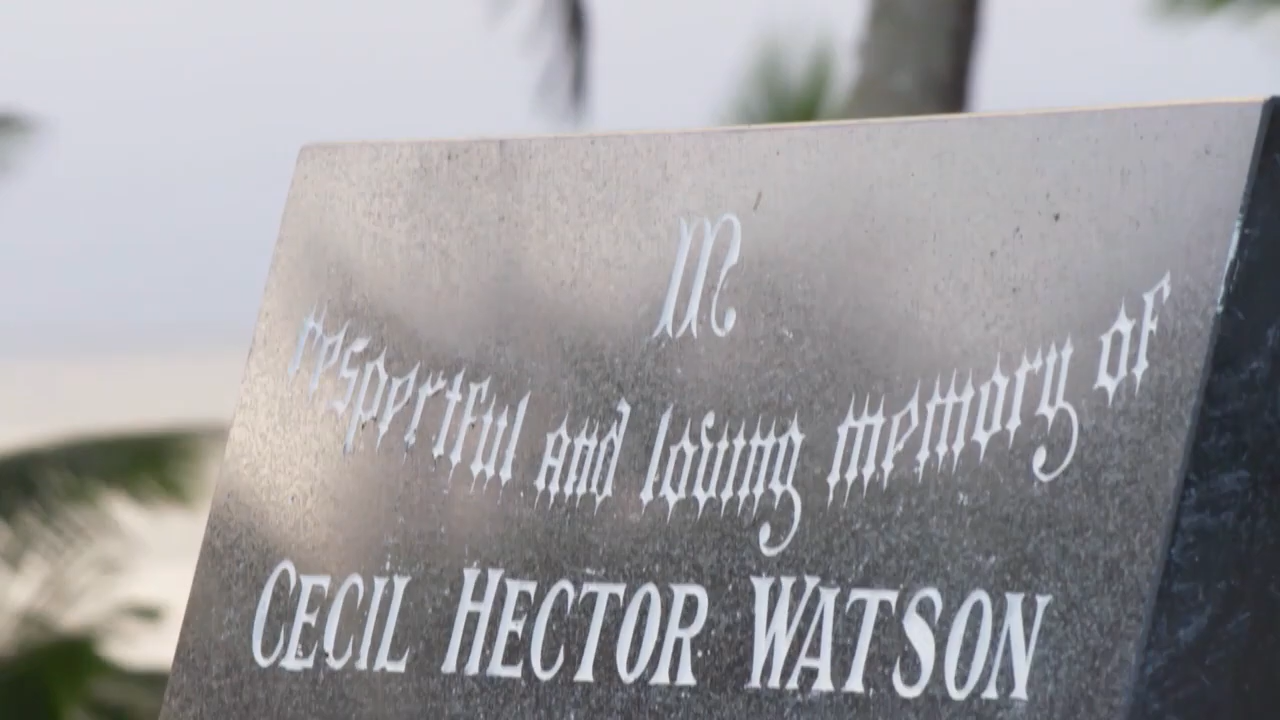 In
respectful and loving memory of
CECIL HECTOR WATSON